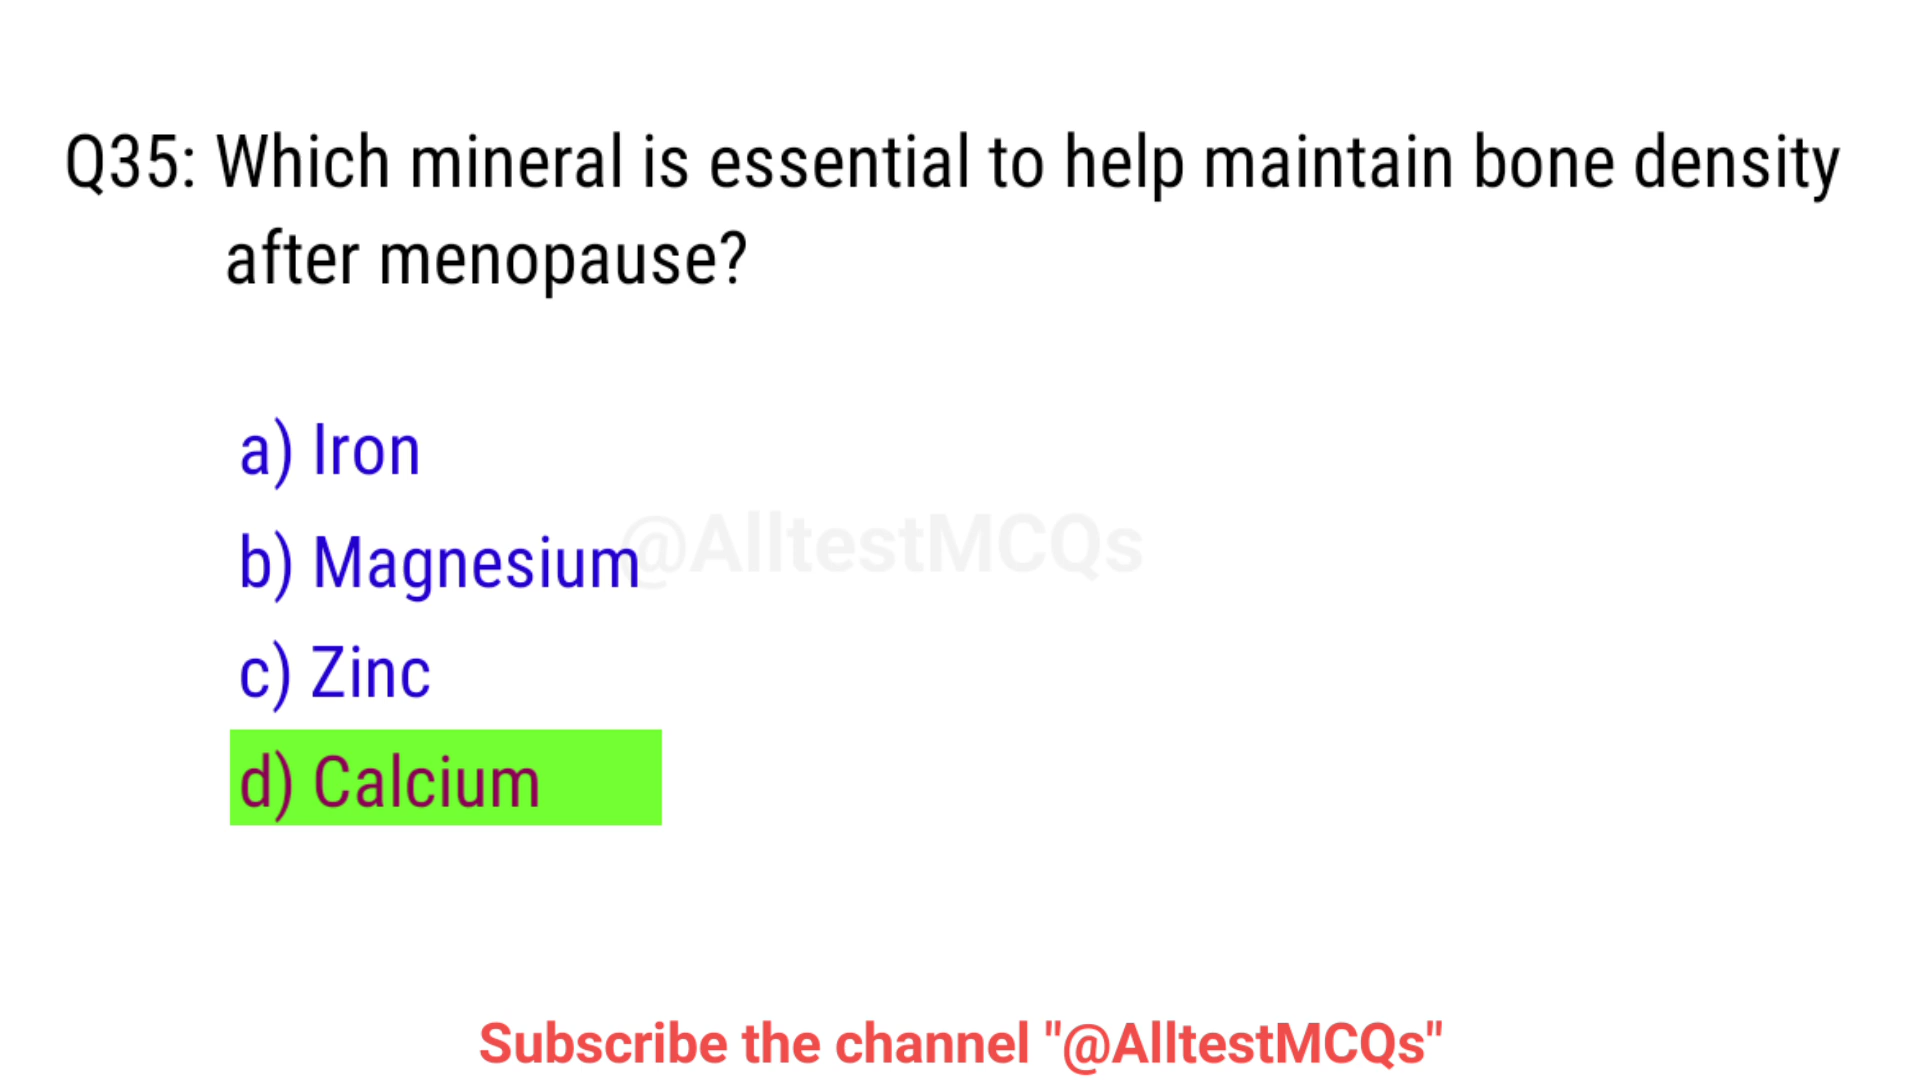 Q35: Which mineral is essential to help maintain bone density
after menopause?
a) Iron
b) Magnesium
@AlltestMCQs
c) Zinc
d) Calcium
Subscribe the channel "@AlltestMCQs"